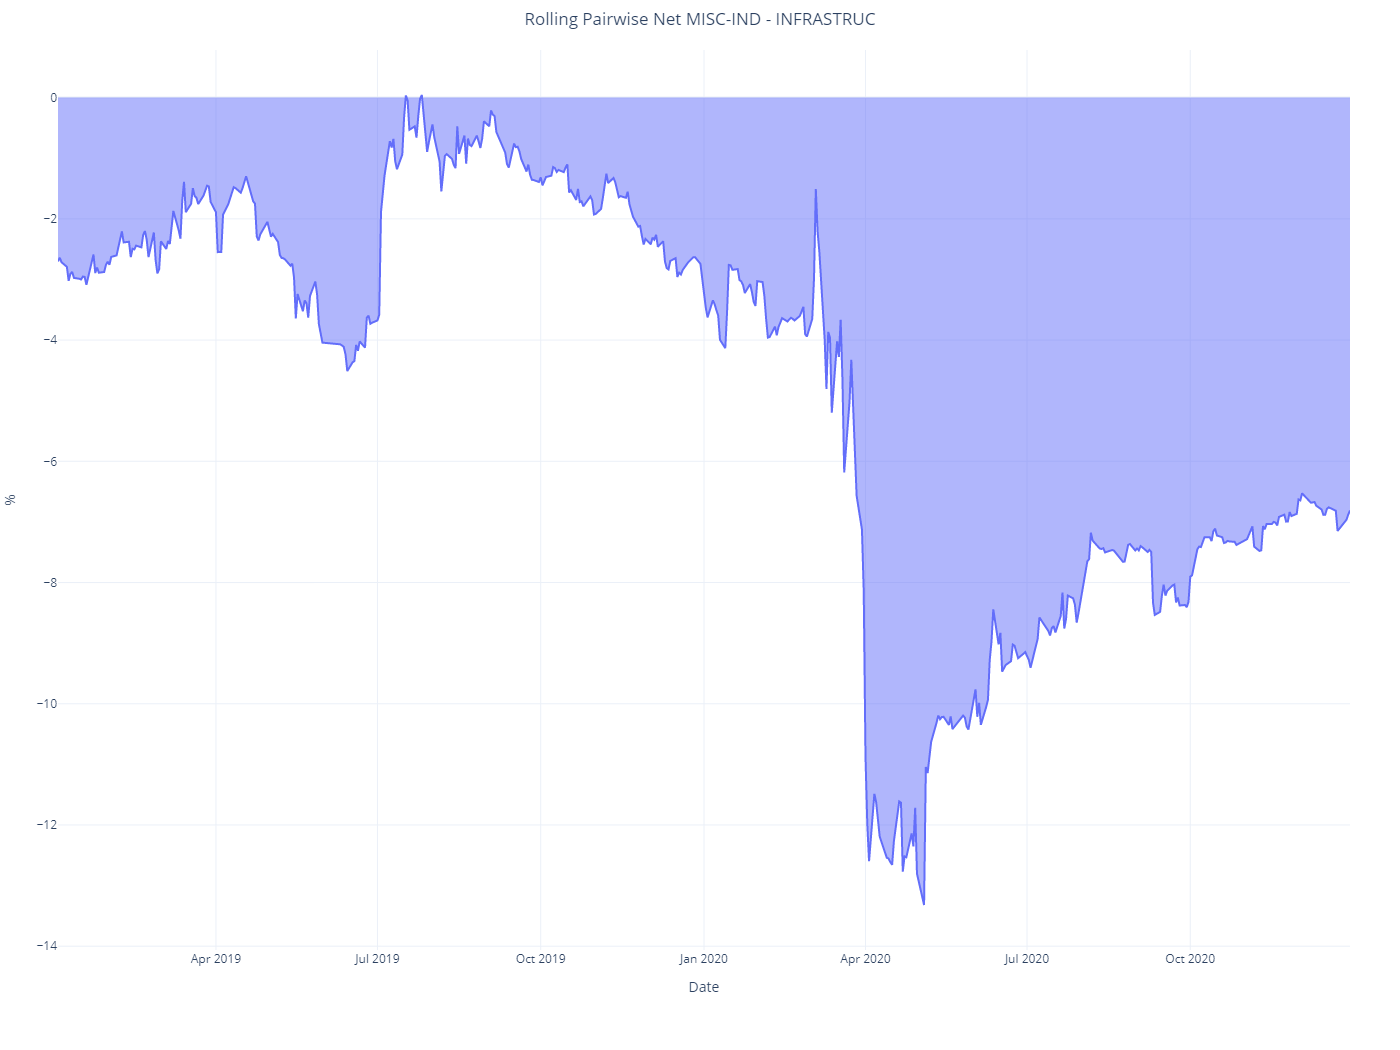 Rolling Pairwise Net MISC-IND - INFRASTRUC
0
−2
−4
−6
−8
−10
−12
−14
%
Apr 2019
Jul 2019
Oct 2019
Jan 2020
Apr 2020
Jul 2020
Oct 2020
Date